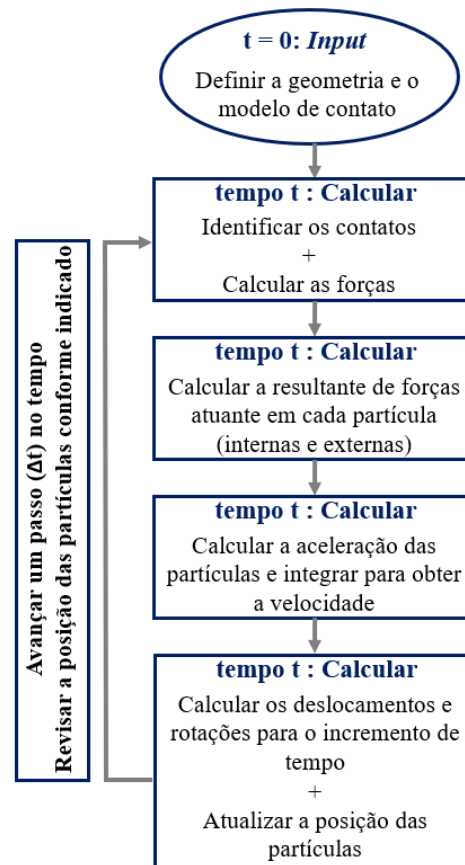 t = 0: Input
Definir a geometria e o
modelo de contato
tempo t : Calcular
Identificar os contatos
+
Calcular as forças
tempo t : Calcular
Calcular a resultante de forças
atuante em cada partícula
(internas e externas)
tempo t : Calcular
Calcular a aceleração das
partículas e integrar para obter
a velocidade
tempo t : Calcular
Calcular os deslocamentos e
rotações para o incremento de
tempo
+
Atualizar a posição das
partículas
Avançar um passo (Δt) no tempo
Revisar a posição das partículas conforme indicado